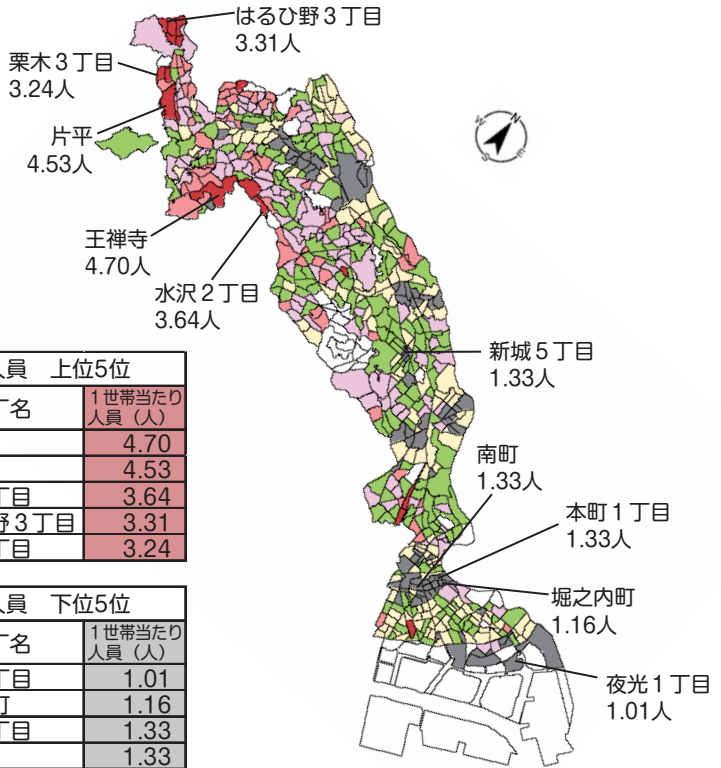 はるひ野3丁目
3.31人
栗木3丁目
3.24人
片平
4.53人
王禅寺
4.70人
水沢2丁目
3.64人
新城5丁目
1.33人
南町
1.33人
本町1丁目
1.33人
堀之内町
1.16人
夜光1丁目
1.01人
人員 上位5位
丁名 1世帯当たり
人員（人）
4.70
4.53
丁目 3.64
野3丁目 3.31
丁目 3.24
人員 下位5位
丁名 1世帯当たり
人員（人）
丁目 1.01
町 1.16
丁目 1.33
1.33